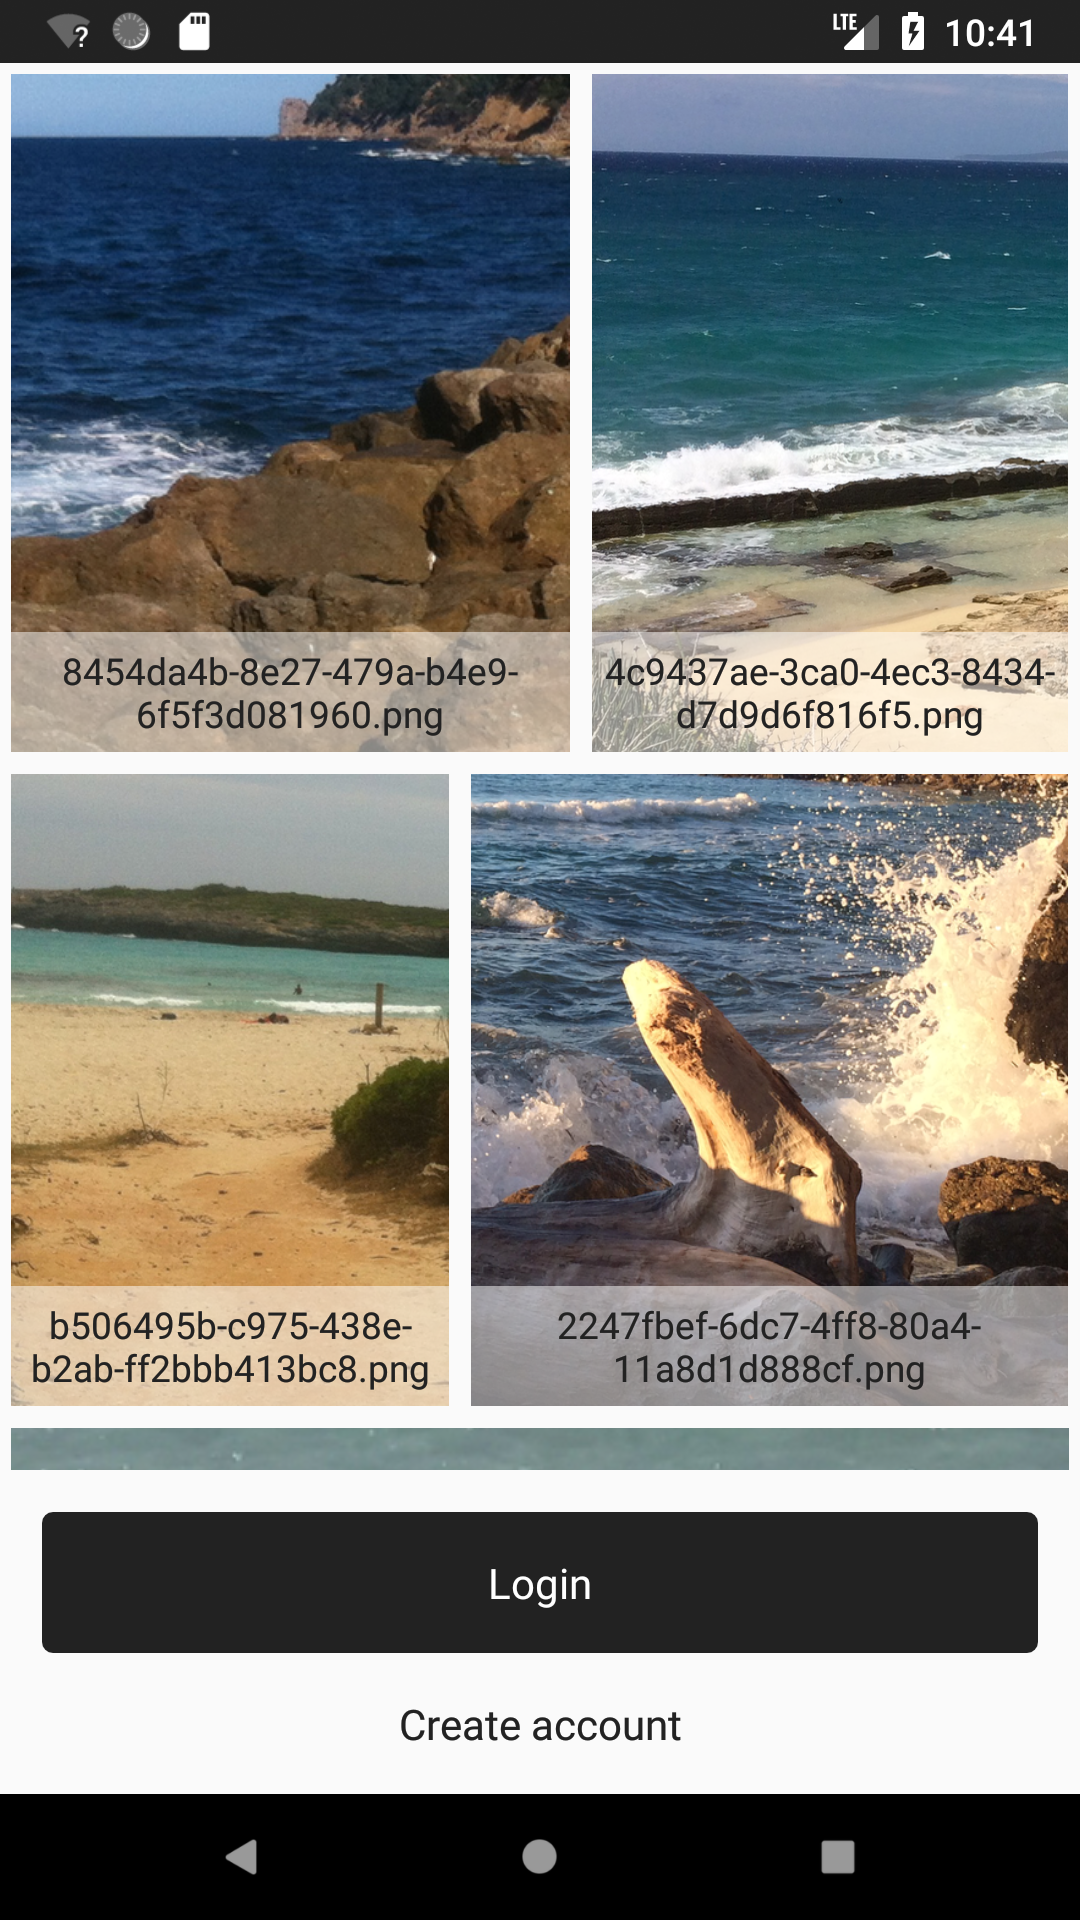 LTE 10:41
8454da4b-8e27-479a-b4e9-
6f5f3d081960.png
4c9437ae-3ca0-4ec3-8434-
d7d9d6f816f5.png
b506495b-c975-438e-
b2ab-ff2bbb413bc8.png
2247fbef-6dc7-4ff8-80a4-
11a8d1d888cf.png
Login
Create account